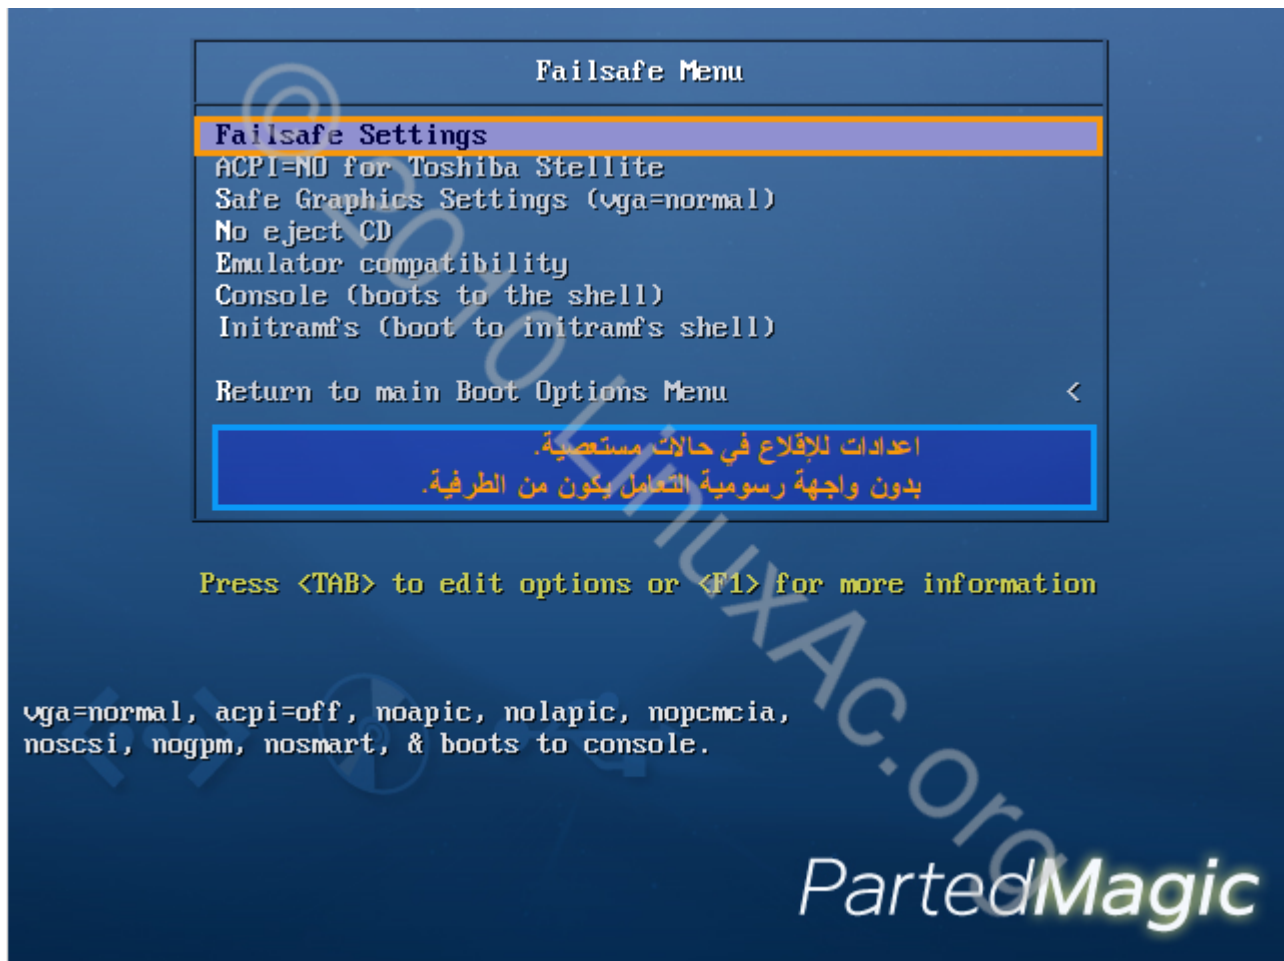 Failsafe Menu
Failsafe Settings
ACPI=NO for Toshiba Stellite
Safe Graphics Settings (vga=normal)
No eject CD
Emulator compatibility
Console (boots to the shell)
Initramfs (boot to initramfs shell)
Return to main Boot Options Menu <
اعدادات للإقلاع في حالات مستعصية.
بدون واجهة رسومية التعامل يكون من الطرفية.
Press <TAB> to edit options or <F1> for more information
vga=normal, acpi=off, noapic, nolapic, nopcmcia,
noscsi, nogpm, nosmart, & boots to console.
PartedMagic
© 2010 LinuxAc.org